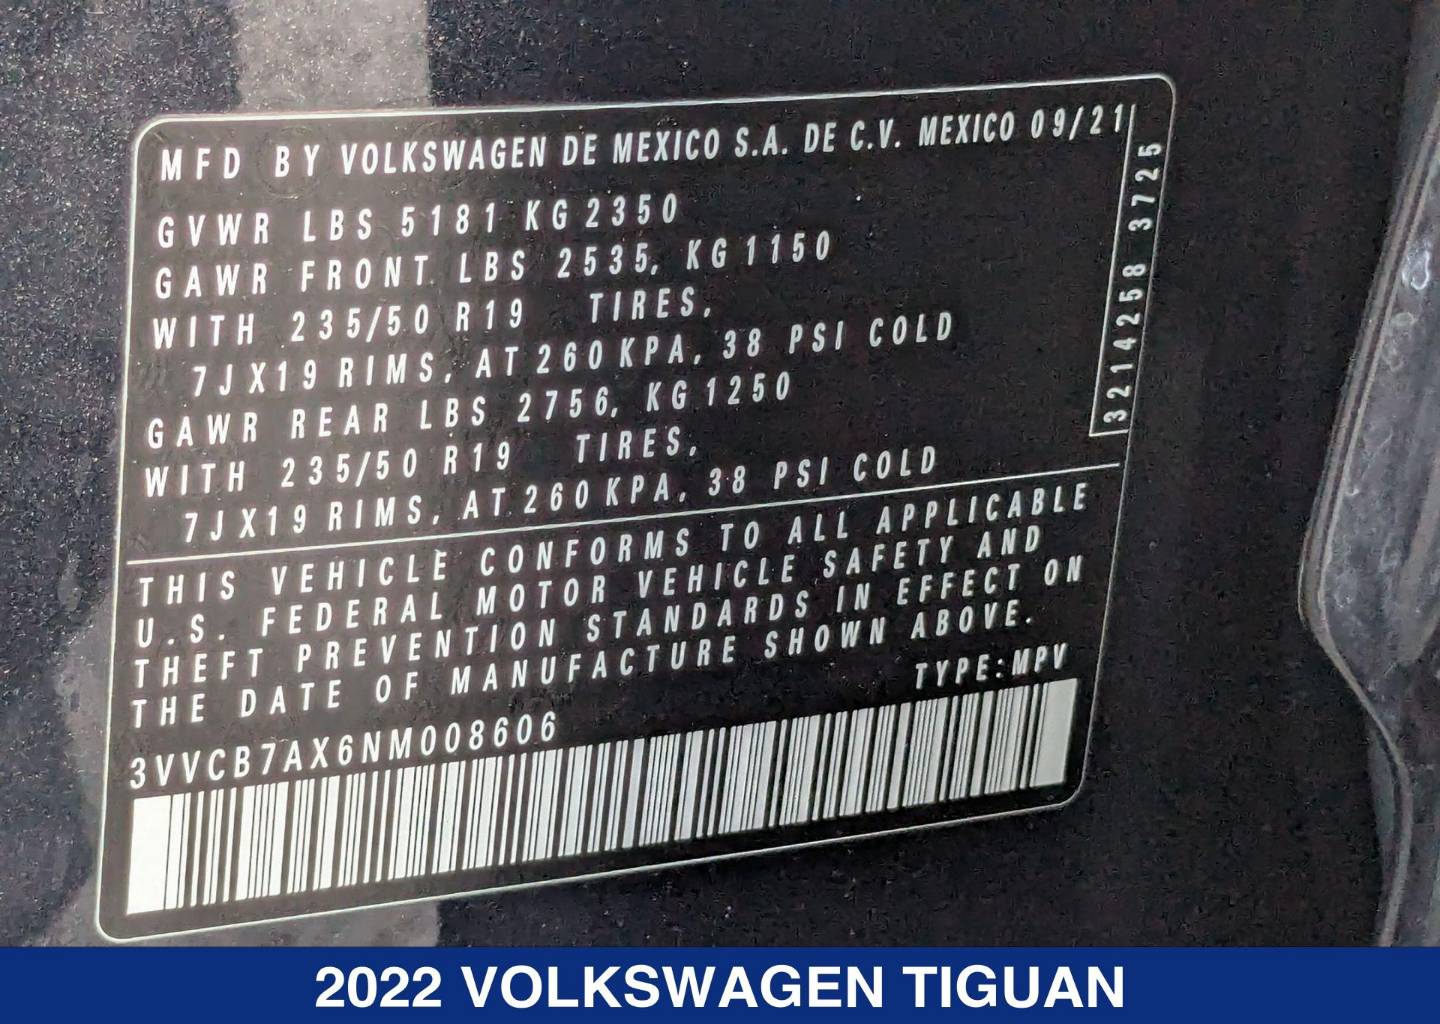 MFD BY VOLKSWAGEN DE MEXICO S.A. DE C.V. MEXICO 09/21
GVWR LBS 5181 KG 2350
GAWR FRONT LBS 2535, KG 1150
WITH 235/50 R19 TIRES,
7JX19 RIMS, AT 260 KPA, 38 PSI COLD
GAWR REAR LBS 2756, KG 1250
WITH 235/50 R19 TIRES,
7JX19 RIMS, AT 260 KPA, 38 PSI COLD
3214258 3725
THIS VEHICLE CONFORMS TO ALL APPLICABLE
U.S. FEDERAL MOTOR VEHICLE SAFETY AND
THEFT PREVENTION STANDARDS IN EFFECT ON
THE DATE OF MANUFACTURE SHOWN ABOVE.
TYPE:MPV
3VVCB7AX6NM008606
2022 VOLKSWAGEN TIGUAN